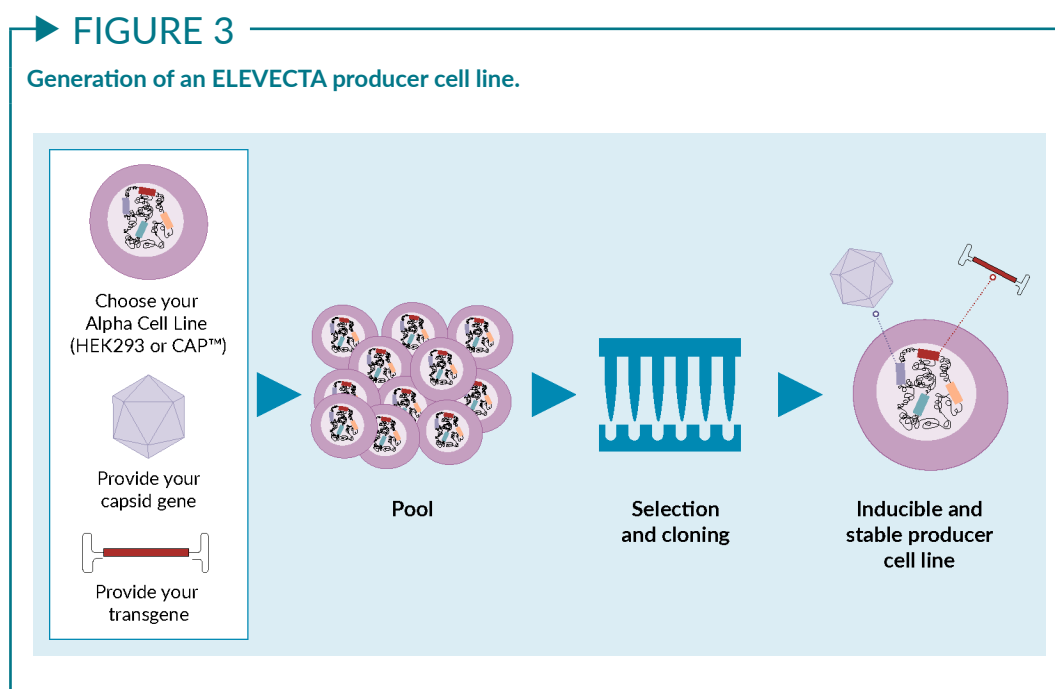 FIGURE 3
Generation of an ELEVECTA producer cell line.
Choose your
Alpha Cell Line
(HEK293 or CAP™)
Provide your
capsid gene
Provide your
transgene
Pool
Selection
and cloning
Inducible and
stable producer
cell line